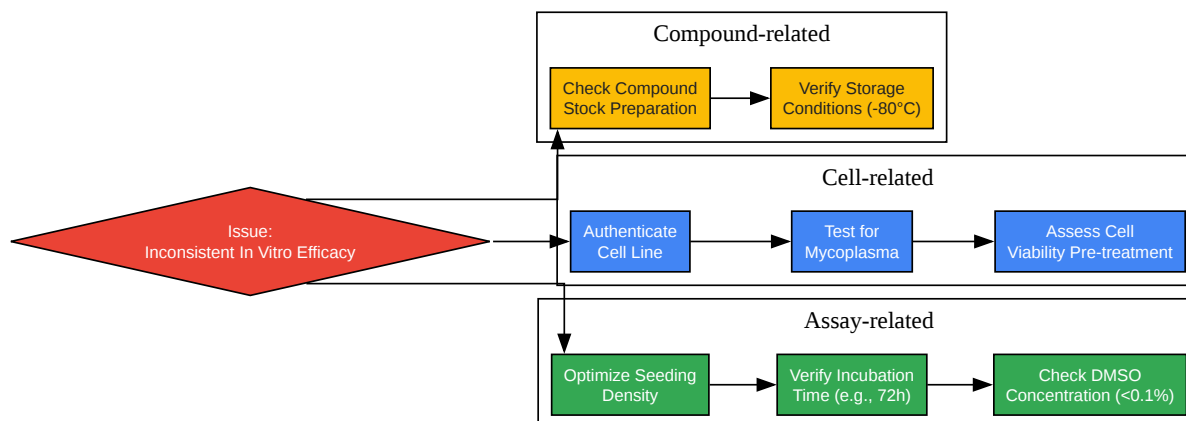 Compound-related
Check Compound
Stock Preparation
Verify Storage
Conditions (-80°C)
Cell-related
Issue:
Inconsistent In Vitro Efficacy
Authenticate
Cell Line
Test for
Mycoplasma
Assess Cell
Viability Pre-treatment
Assay-related
Optimize Seeding
Density
Verify Incubation
Time (e.g., 72h)
Check DMSO
Concentration (<0.1%)